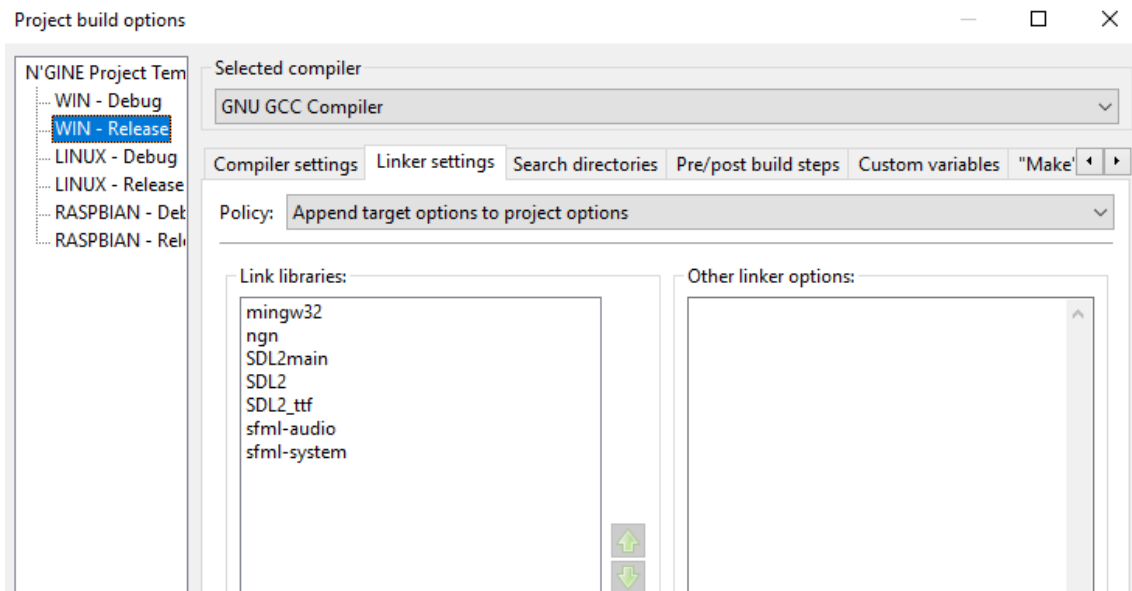 Project build options
N'GINE Project Tem
WIN - Debug
WIN - Release
LINUX - Debug
LINUX - Release
RASPBIAN - Deb
RASPBIAN - Rel
Selected compiler
GNU GCC Compiler
Compiler settings Linker settings Search directories Pre/post build steps Custom variables "Make"
Policy: Append target options to project options
Link libraries:
mingw32
ngn
SDL2main
SDL2
SDL2_ttf
sfml-audio
sfml-system
Other linker options: